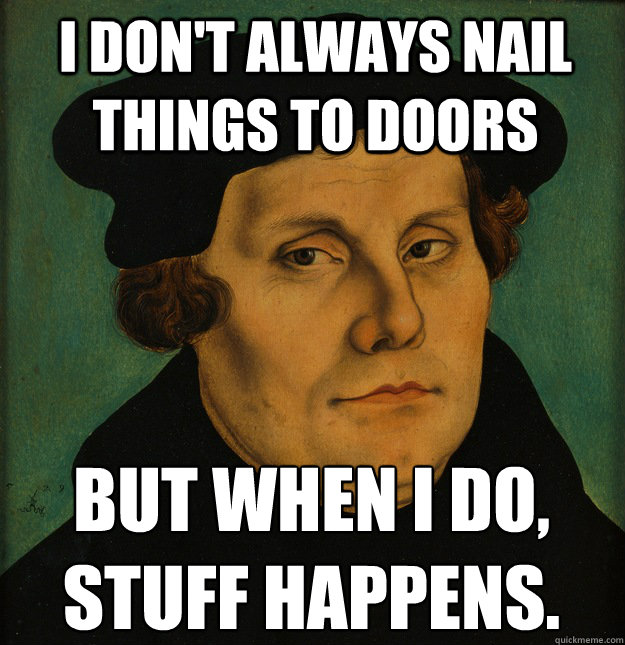 I DON'T ALWAYS NAIL
THINGS TO DOORS
BUT WHEN I DO,
STUFF HAPPENS.
quickmeme.com